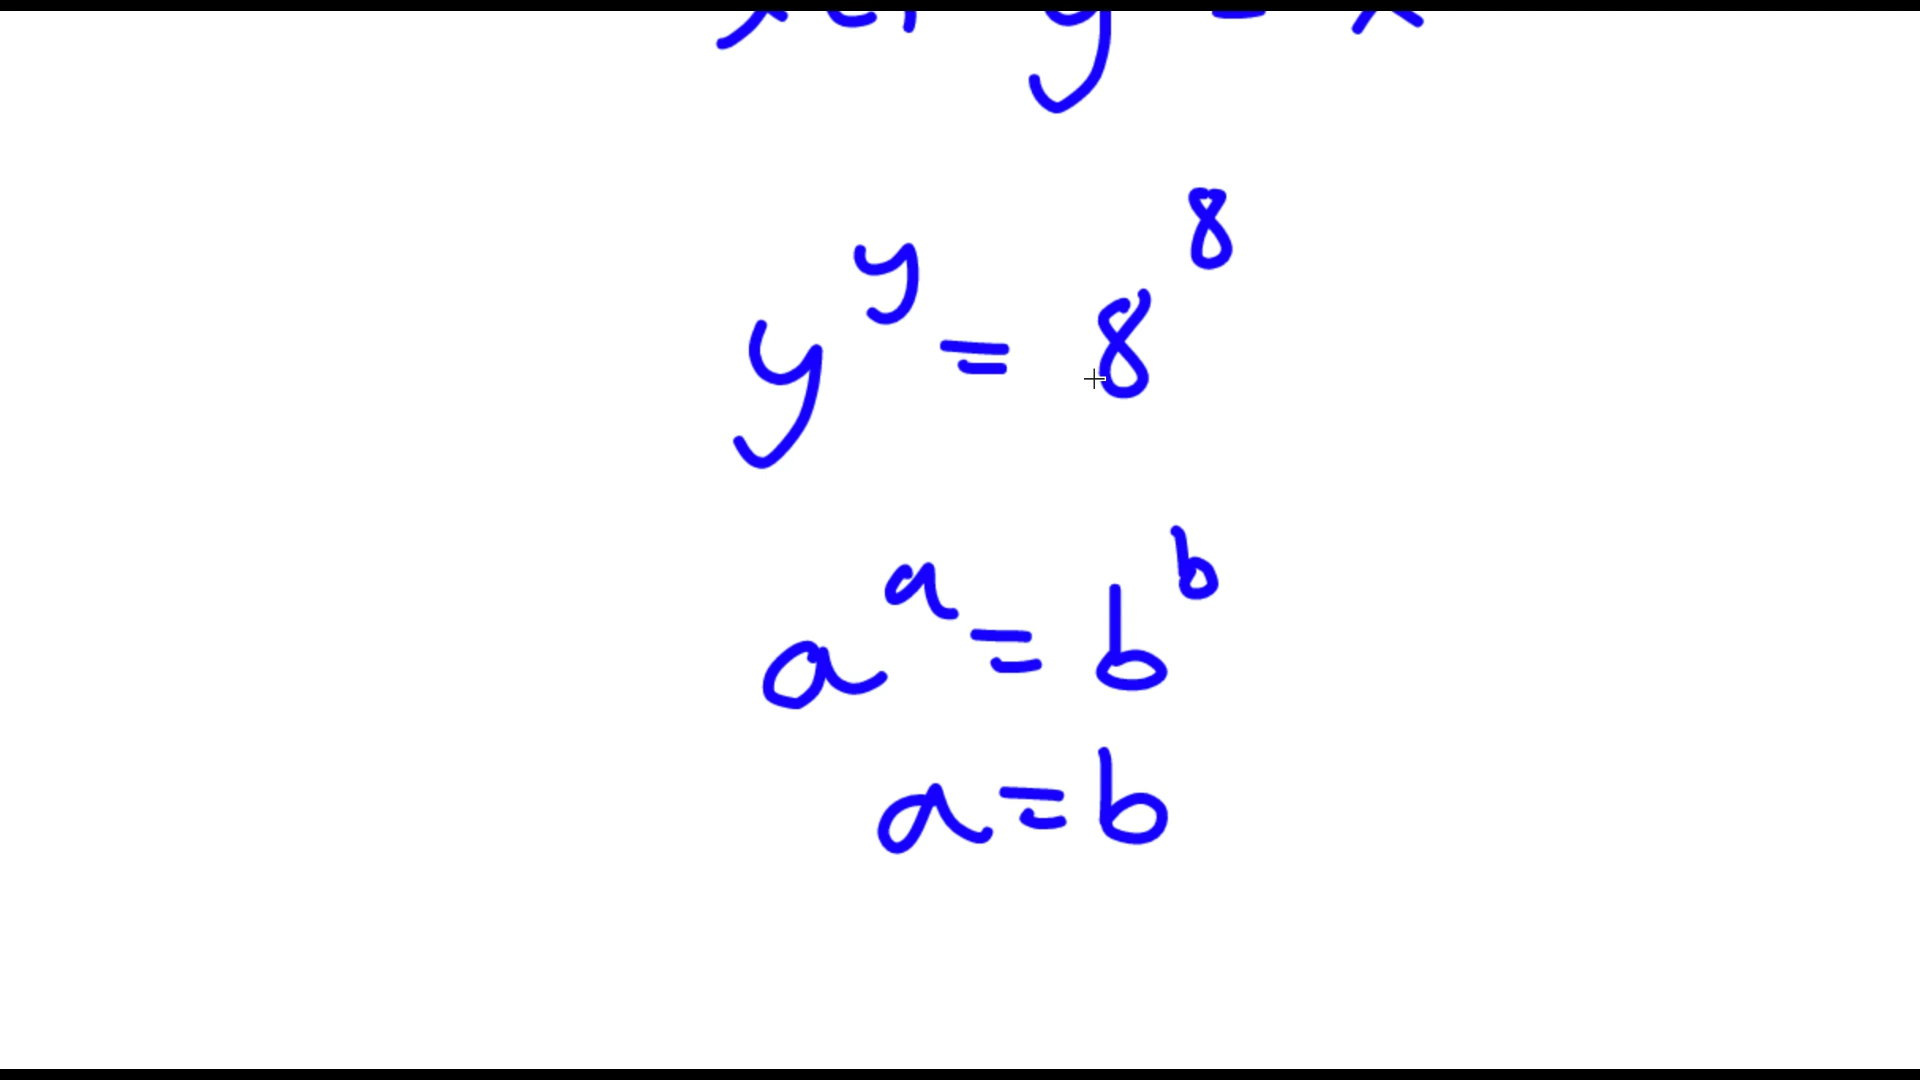 y = x
y^y = 8^8
a^a = b^b
a = b